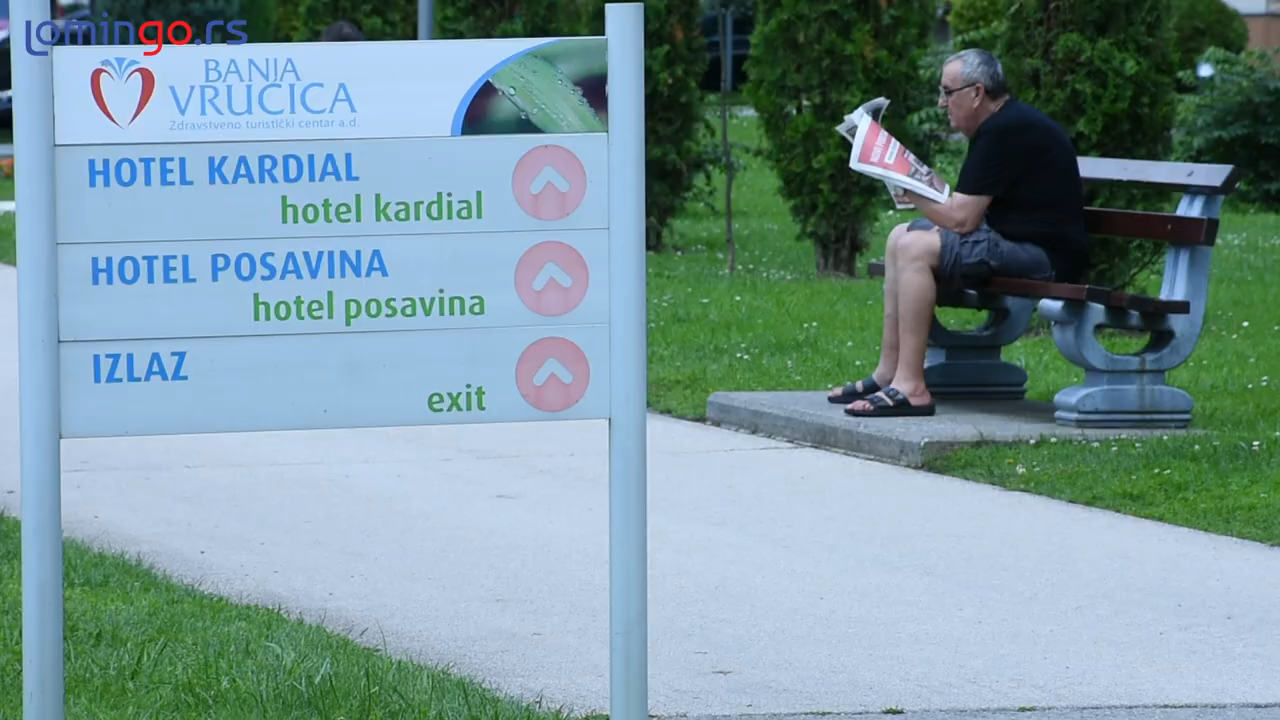 lomingo.rs
BANJA
VRUĆICA
Zdravstveno turistički centar a.d.
HOTEL KARDIAL
hotel kardial
HOTEL POSAVINA
hotel posavina
IZLAZ
exit